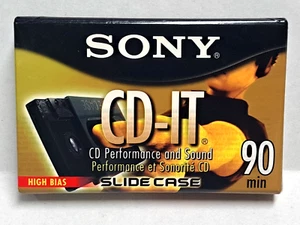 SONY®
CD-IT®
CD Performance and Sound
Performance et Sonorité CD
90
min
HIGH BIAS
SLIDE CASE